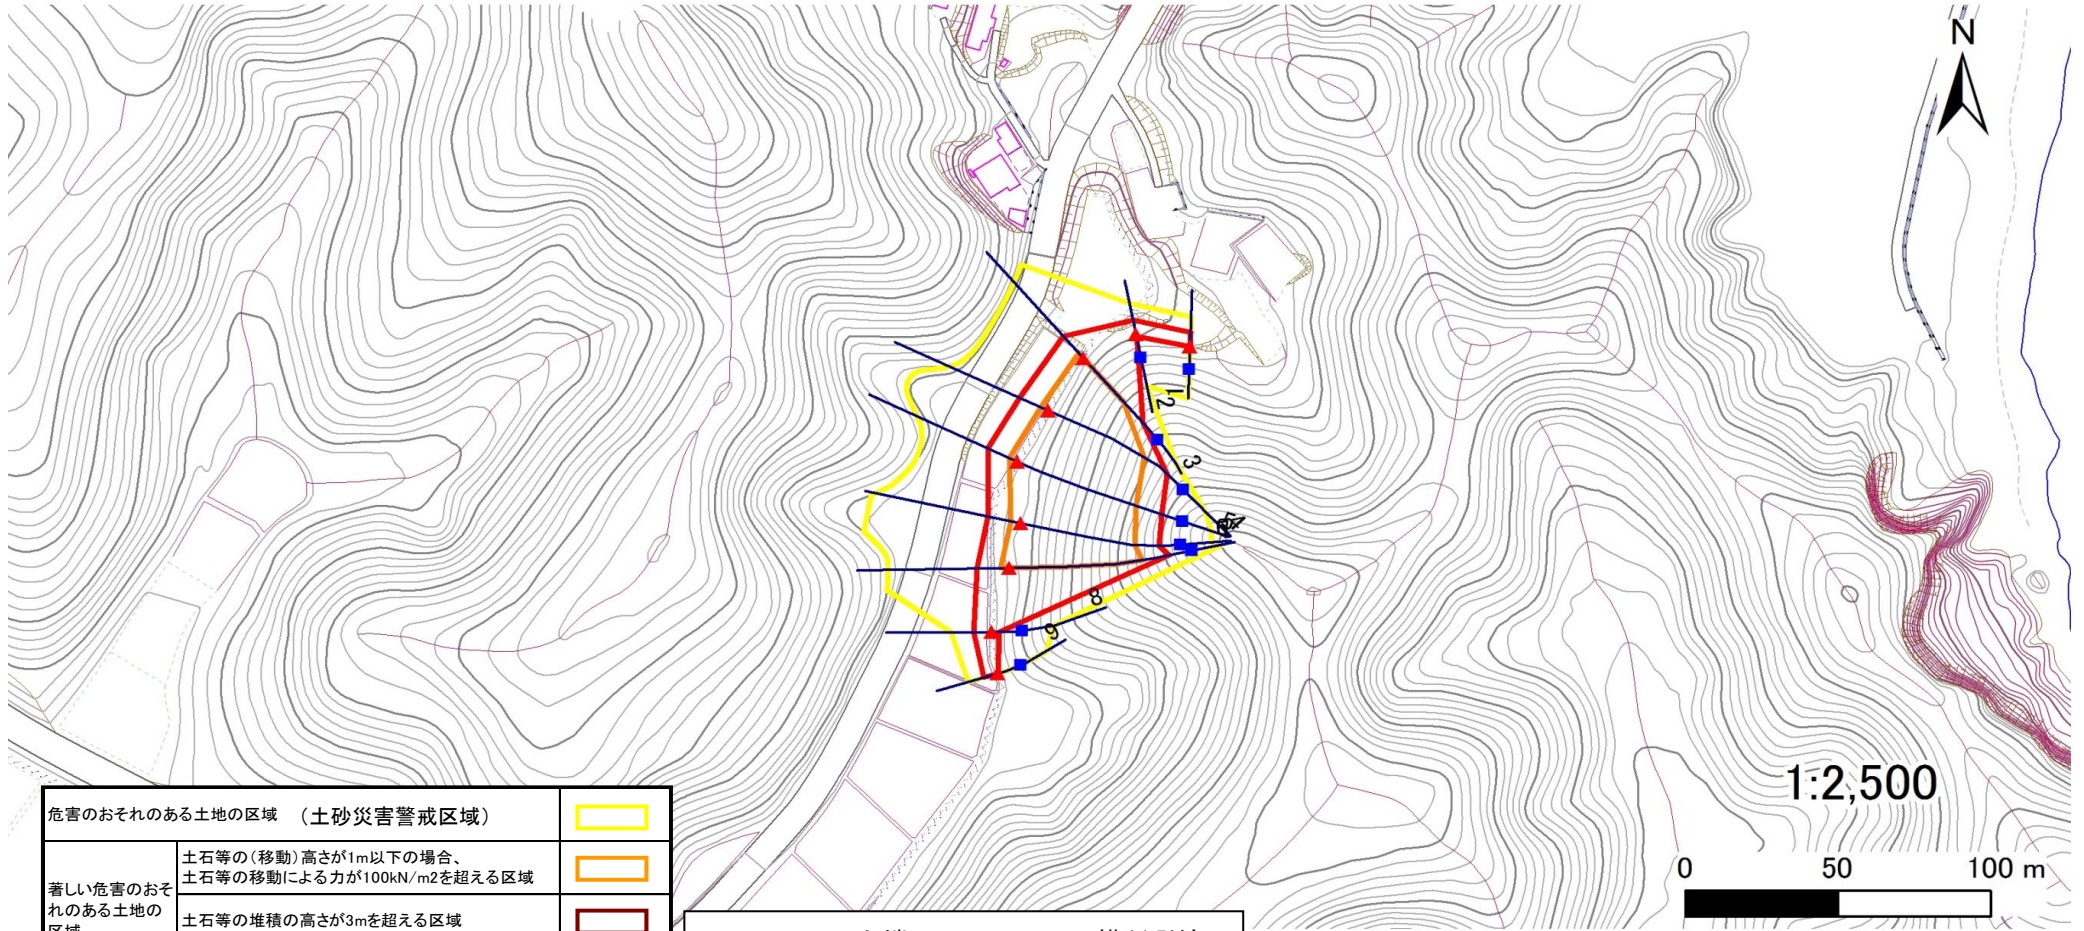 N
1
2
3
8
9
1:2,500
0 50 100 m
危害のおそれのある土地の区域 （土砂災害警戒区域）
土石等の（移動）高さが1m以下の場合、
土石等の移動による力が100kN/m2を超える区域
著しい危害のおそ
れのある土地の
区域
土石等の堆積の高さが3mを超える区域